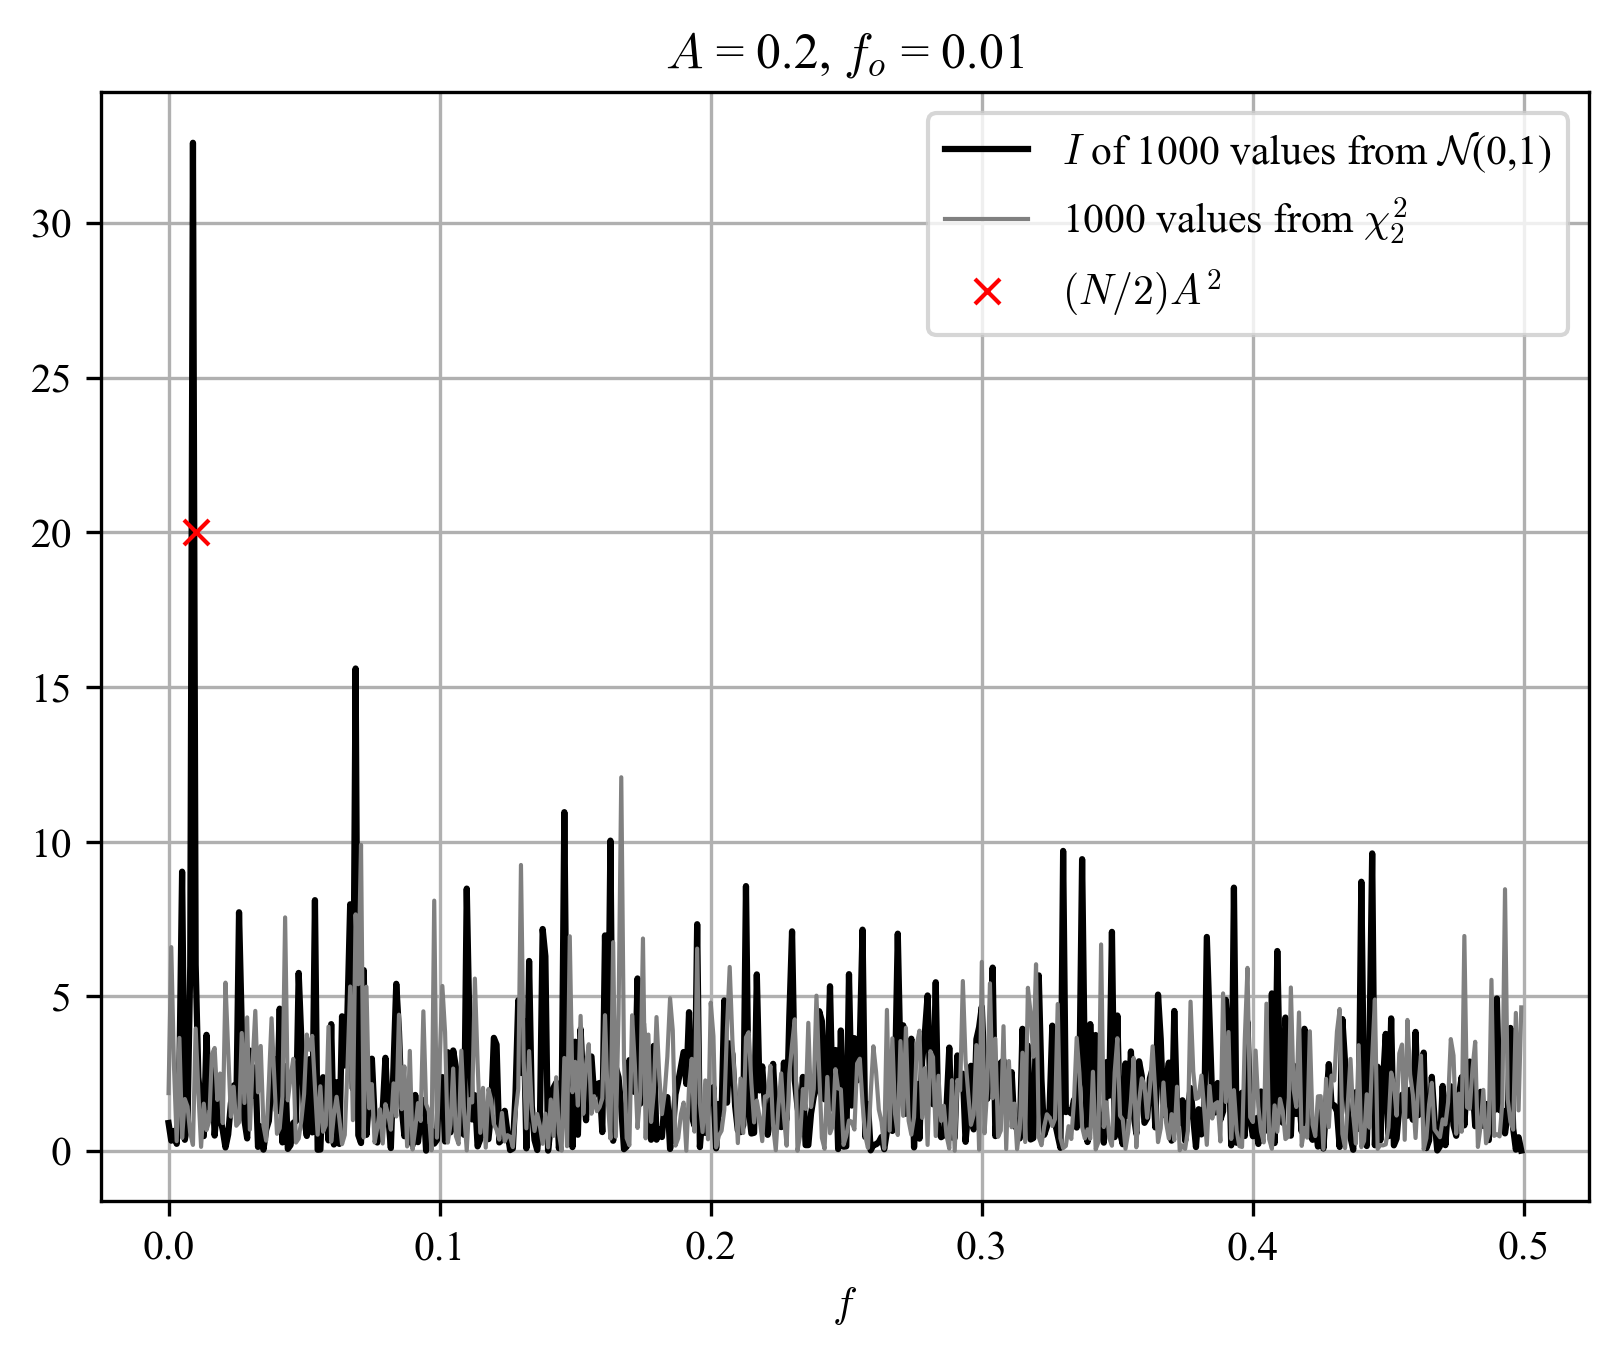 A = 0.2, fₒ = 0.01
I of 1000 values from 𝒩(0,1)
1000 values from χ₂²
(N/2)A²
30
25
20
15
10
5
0
0.0 0.1 0.2 0.3 0.4 0.5
f